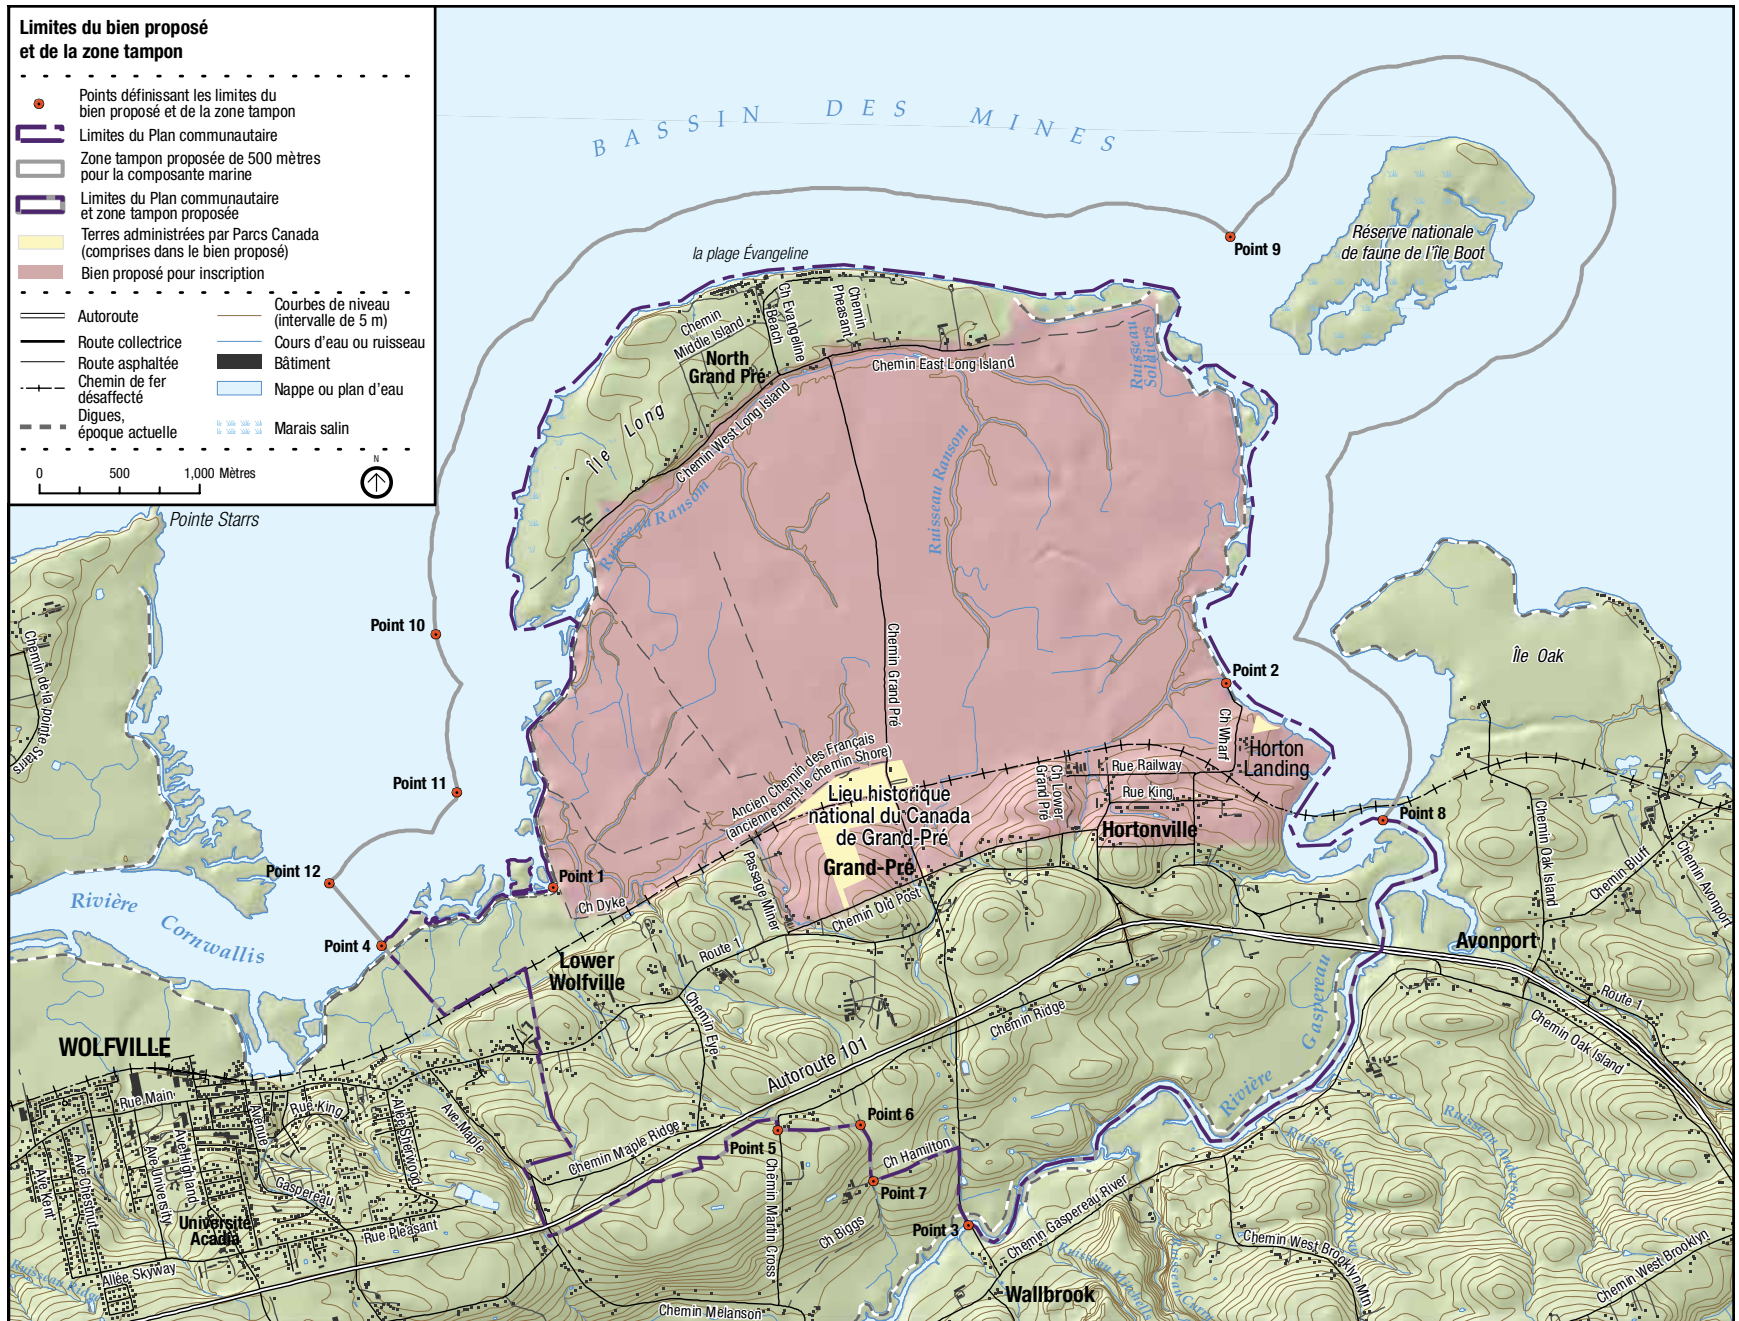 Limites du bien proposé
et de la zone tampon
Points définissant les limites du
bien proposé et de la zone tampon
Limites du Plan communautaire
Zone tampon proposée de 500 mètres
pour la composante marine
Limites du Plan communautaire
et zone tampon proposée
Terres administrées par Parcs Canada
(comprises dans le bien proposé)
Bien proposé pour inscription
Autoroute
Route collectrice
Route asphaltée
Chemin de fer
désaffecté
Digues,
époque actuelle
Courbes de niveau
(intervalle de 5 m)
Cours d'eau ou ruisseau
Bâtiment
Nappe ou plan d'eau
Marais salin
0 500 1,000 Mètres
N
BASSIN DES MINES
la plage Évangeline
Point 9
Réserve nationale
de faune de l'île Boot
Chemin
Middle Island
Ch Evangeline
Beach
Chemin
Pheasant
North
Grand Pré
Chemin East Long Island
Ruisseau
Soldiers
Île Long
Chemin West Long Island
Ruisseau Ransom
Ruisseau Ransom
Pointe Starrs
Chemin de la pointe Starrs
Point 10
Chemin Grand Pré
Point 2
Île Oak
Point 11
Ancien Chemin des Français
(anciennement le chemin Shore)
Ch Wharf
Horton
Landing
Rue Railway
Ch Lower
Grand Pré
Rue King
Hortonville
Lieu historique
national du Canada
de Grand-Pré
Grand-Pré
Point 8
Chemin Oak Island
Chemin Bluff
Chemin Avonport
Point 12
Point 1
Ch Dyke
Passage Miner
Chemin Old Post
Rivière
Cornwallis
Point 4
Route 1
Lower
Wolfville
Avonport
Route 1
Chemin Oak Island
Chemin Eye
Chemin Ridge
Rivière
Gaspereau
WOLFVILLE
Autoroute 101
Rue Main
Rue King
Avenue
Gaspereau
Allée Sherwood
Ave Maple
Ave Highland
Ave University
Ave Chestnut
Ave Kent
Université
Acadia
Rue Pleasant
Allée Skyway
Ruisseau Ridge
Chemin Maple Ridge
Point 5
Point 6
Ch Hamilton
Point 7
Chemin Martin Cross
Ch Biggs
Point 3
Chemin Gaspereau River
Wallbrook
Chemin Melanson
Ruisseau Mitchell
Ruisseau Curry
Ruisseau Anderson
Chemin West Brooklyn Mtn
Chemin West Brooklyn